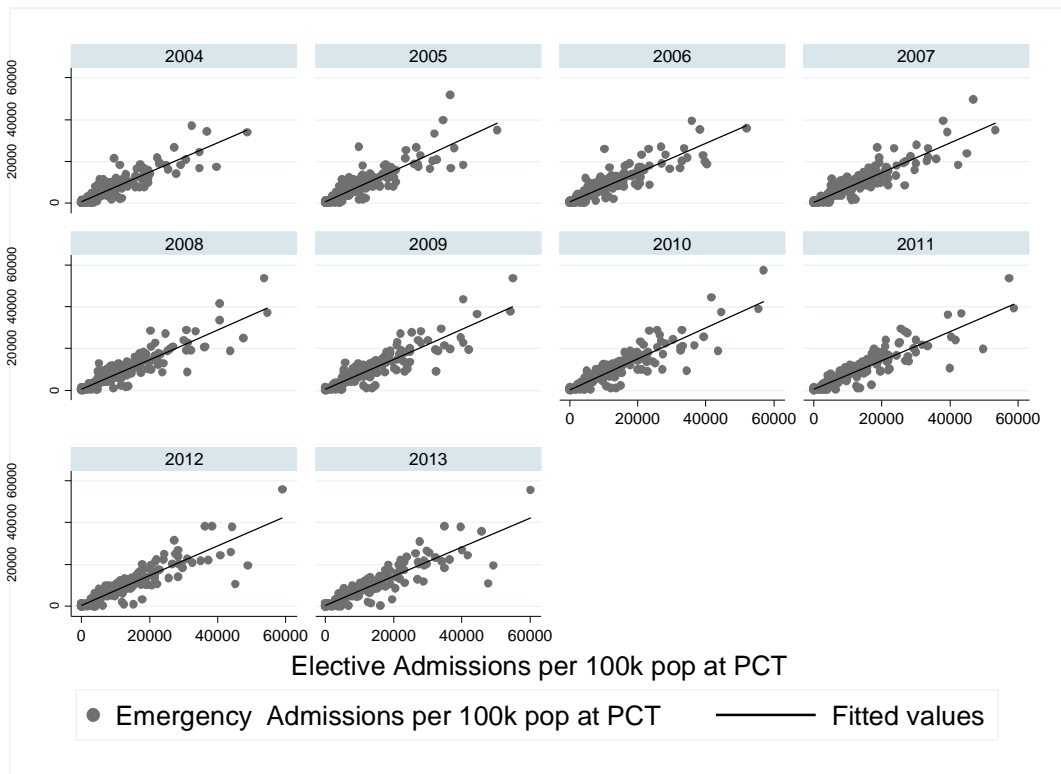 2004 2005 2006 2007
0 20000 40000 60000
2008 2009 2010 2011
0 20000 40000 60000
0 20000 40000 60000 0 20000 40000 60000
2012 2013
0 20000 40000 60000
0 20000 40000 60000 0 20000 40000 60000
Elective Admissions per 100k pop at PCT
Emergency Admissions per 100k pop at PCT Fitted values